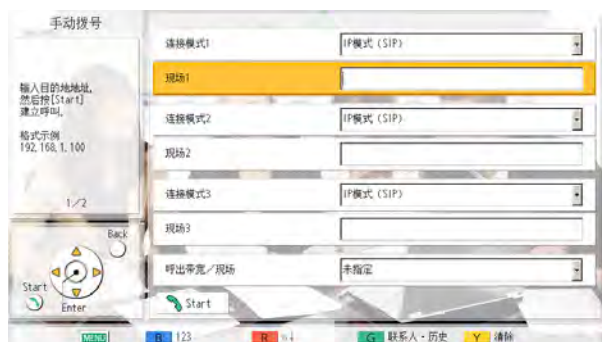 手动拨号
输入目的地地址,
然后按[Start]
建立呼叫。
格式示例
192.168.1.100
1/2
Back
Start
Enter
连接模式1 IP模式 (SIP)
现场1
连接模式2 IP模式 (SIP)
现场2
连接模式3 IP模式 (SIP)
现场3
呼出带宽/现场 未指定
Start
MENU B 123 R G 联系人·历史 Y 清除